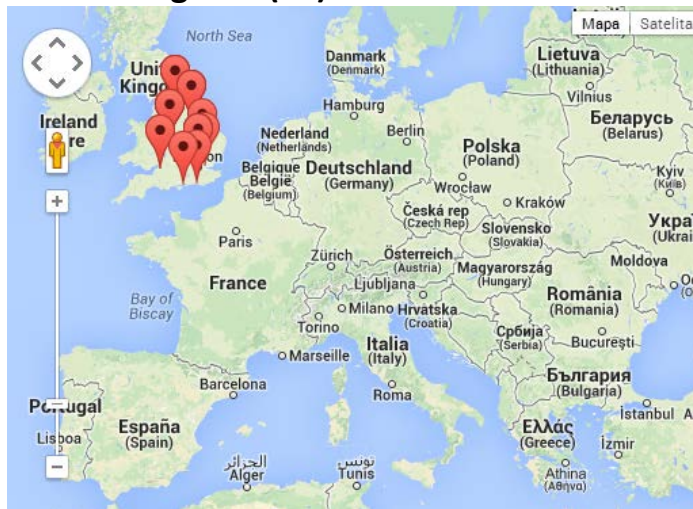 North Sea
Mapa
Satelita
Danmark
(Denmark)
Lietuva
(Lithuania)
Vilnius
Hamburg
Беларусь
(Belarus)
Ireland
Nederland
(Netherlands)
Berlin
Polska
(Poland)
België
(Belgium)
Belgique
Deutschland
(Germany)
Wrocław
Kraków
Kyiv
(Київ)
Česká rep
(Czech Rep)
Slovensko
(Slovakia)
Paris
Zürich
Österreich
(Austria)
Magyarország
(Hungary)
Moldova
France
Ljubljana
Bay of
Biscay
Milano
Hrvatska
(Croatia)
România
(Romania)
Torino
Србија
(Serbia)
București
Marseille
Italia
(Italy)
България
(Bulgaria)
Barcelona
Roma
Portugal
España
(Spain)
İstanbul
Lisboa
Ελλάς
(Greece)
İzmir
الجزائر
Alger
تونس
Tunis
Athina
(Αθήνα)